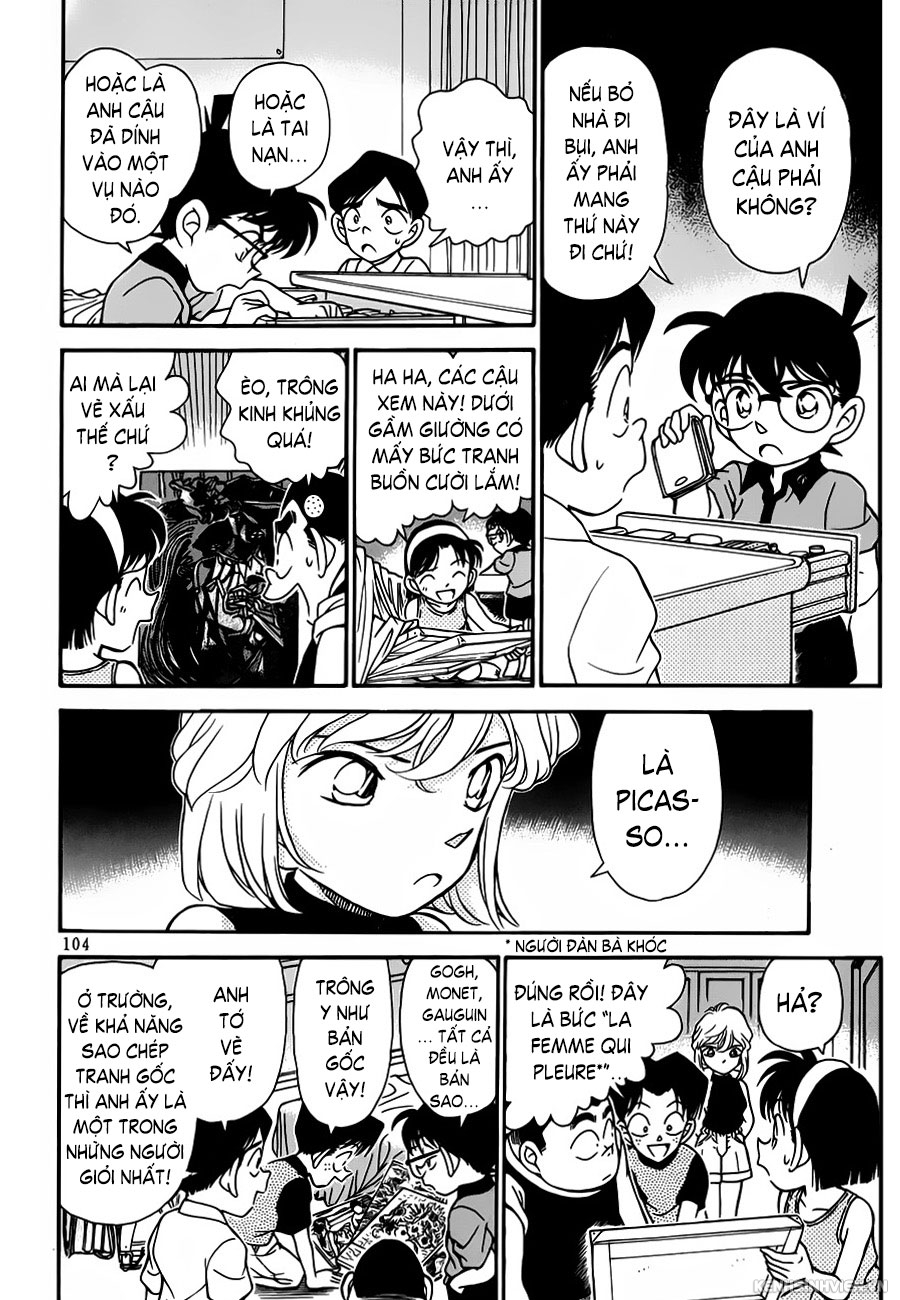 ĐÂY LÀ VÍ
CỦA ANH
CẬU PHẢI
KHÔNG?
NẾU BỎ
NHÀ ĐI
BỤI, ANH
ẤY PHẢI
MANG
THỨ NÀY
ĐI CHỨ!
VẬY THÌ,
ANH ẤY
...
HOẶC
LÀ TAI
NẠN...
HOẶC LÀ
ANH CẬU
ĐÃ DÍNH
VÀO MỘT
VỤ NÀO
ĐÓ.
HA HA, CÁC CẬU
XEM NÀY! DƯỚI
GẦM GIƯỜNG CÓ
MẤY BỨC TRANH
BUỒN CƯỜI LẮM!
ÈO, TRÔNG
KINH KHỦNG
QUÁ!
AI MÀ LẠI
VẼ XẤU
THẾ CHỨ
?
LÀ
PICAS-
SO...
104
* NGƯỜI ĐÀN BÀ KHÓC
HẢ?
ĐÚNG RỒI! ĐÂY
LÀ BỨC “LA
FEMME QUI
PLEURE*”...
GOGH,
MONET,
GAUGUIN
... TẤT CẢ
ĐỀU LÀ
BẢN
SAO...
TRÔNG
Y NHƯ
BẢN
GỐC
VẬY!
ANH
TỚ
VẼ
ĐẤY!
Ở TRƯỜNG,
VỀ KHẢ NĂNG
SAO CHÉP
TRANH GỐC
THÌ ANH ẤY LÀ
MỘT TRONG
NHỮNG NGƯỜI
GIỎI NHẤT!
KENHSINHVIEN.VN